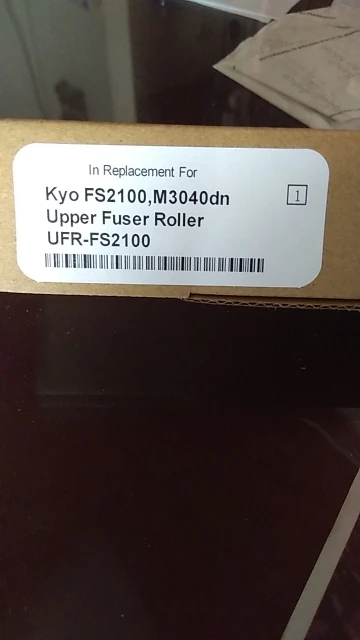 In Replacement For
Kyo FS2100,M3040dn
1
Upper Fuser Roller
UFR-FS2100